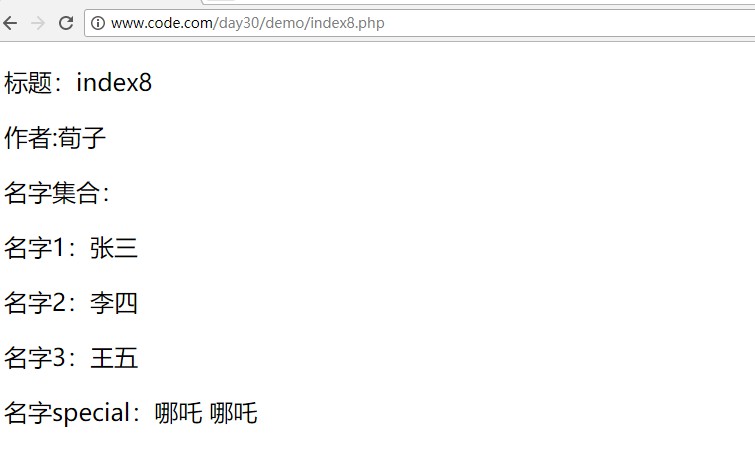 www.code.com/day30/demo/index8.php
标题：index8
作者:荀子
名字集合：
名字1：张三
名字2：李四
名字3：王五
名字special：哪吒 哪吒